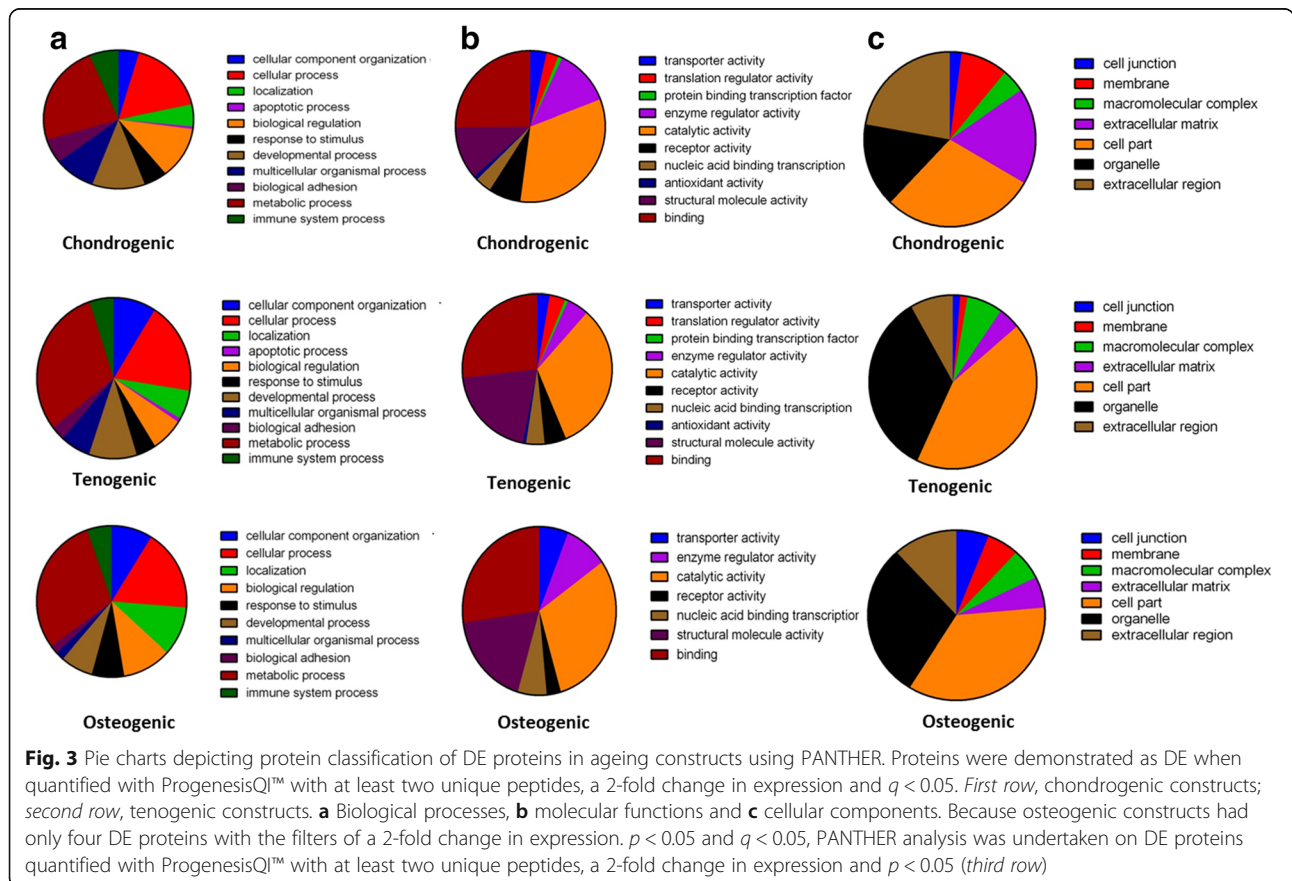 a
cellular component organization
cellular process
localization
apoptotic process
biological regulation
response to stimulus
developmental process
multicellular organismal process
biological adhesion
metabolic process
immune system process
Chondrogenic
b
transporter activity
translation regulator activity
protein binding transcription factor
enzyme regulator activity
catalytic activity
receptor activity
nucleic acid binding transcription
antioxidant activity
structural molecule activity
binding
Chondrogenic
c
cell junction
membrane
macromolecular complex
extracellular matrix
cell part
organelle
extracellular region
Chondrogenic
cellular component organization
cellular process
localization
apoptotic process
biological regulation
response to stimulus
developmental process
multicellular organismal process
biological adhesion
metabolic process
immune system process
Tenogenic
transporter activity
translation regulator activity
protein binding transcription factor
enzyme regulator activity
catalytic activity
receptor activity
nucleic acid binding transcription
antioxidant activity
structural molecule activity
binding
Tenogenic
cell junction
membrane
macromolecular complex
extracellular matrix
cell part
organelle
extracellular region
Tenogenic
cellular component organization
cellular process
localization
biological regulation
response to stimulus
developmental process
multicellular organismal process
biological adhesion
metabolic process
immune system process
Osteogenic
transporter activity
enzyme regulator activity
catalytic activity
receptor activity
nucleic acid binding transcription
structural molecule activity
binding
Osteogenic
cell junction
membrane
macromolecular complex
extracellular matrix
cell part
organelle
extracellular region
Osteogenic
Fig. 3 Pie charts depicting protein classification of DE proteins in ageing constructs using PANTHER. Proteins were demonstrated as DE when
quantified with ProgenesisQI™ with at least two unique peptides, a 2-fold change in expression and q < 0.05. First row, chondrogenic constructs;
second row, tenogenic constructs. a Biological processes, b molecular functions and c cellular components. Because osteogenic constructs had
only four DE proteins with the filters of a 2-fold change in expression. p < 0.05 and q < 0.05, PANTHER analysis was undertaken on DE proteins
quantified with ProgenesisQI™ with at least two unique peptides, a 2-fold change in expression and p < 0.05 (third row)